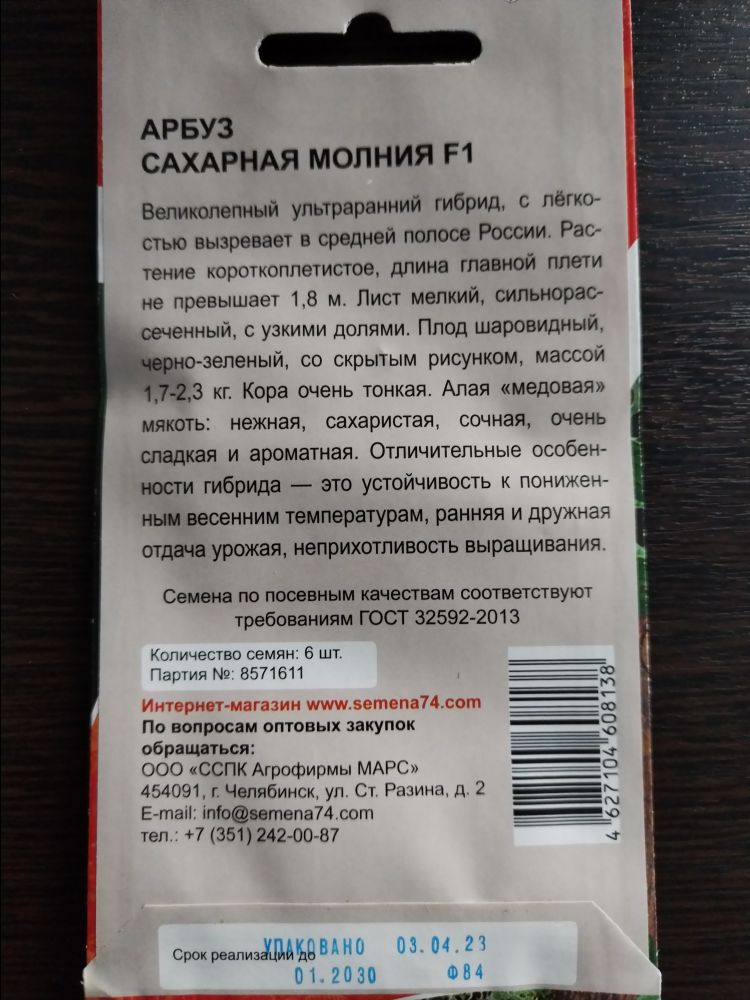 АРБУЗ
САХАРНАЯ МОЛНИЯ F1
Великолепный ультраранний гибрид, с лёгко-
стью вызревает в средней полосе России. Рас-
тение короткоплетистое, длина главной плети
не превышает 1,8 м. Лист мелкий, сильнорас-
сеченный, с узкими долями. Плод шаровидный,
черно-зеленый, со скрытым рисунком, массой
1,7-2,3 кг. Кора очень тонкая. Алая «медовая»
мякоть: нежная, сахаристая, сочная, очень
сладкая и ароматная. Отличительные особен-
ности гибрида — это устойчивость к понижен-
ным весенним температурам, ранняя и дружная
отдача урожая, неприхотливость выращивания.
Семена по посевным качествам соответствуют
требованиям ГОСТ 32592-2013
Количество семян: 6 шт.
Партия №: 8571611
Интернет-магазин www.semena74.com
По вопросам оптовых закупок
обращаться:
ООО «ССПК Агрофирмы МАРС»
454091, г. Челябинск, ул. Ст. Разина, д. 2
E-mail: info@semena74.com
тел.: +7 (351) 242-00-87
4 627104 608138
УПАКОВАНО 03.04.23
Срок реализации до
01.2030 Ф84